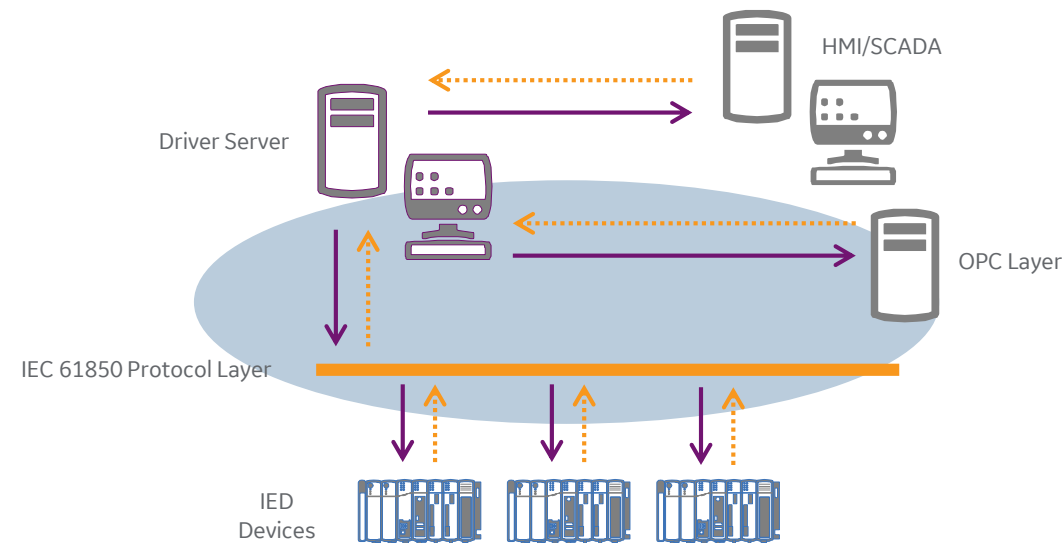 HMI/SCADA
Driver Server
OPC Layer
IEC 61850 Protocol Layer
IED
Devices